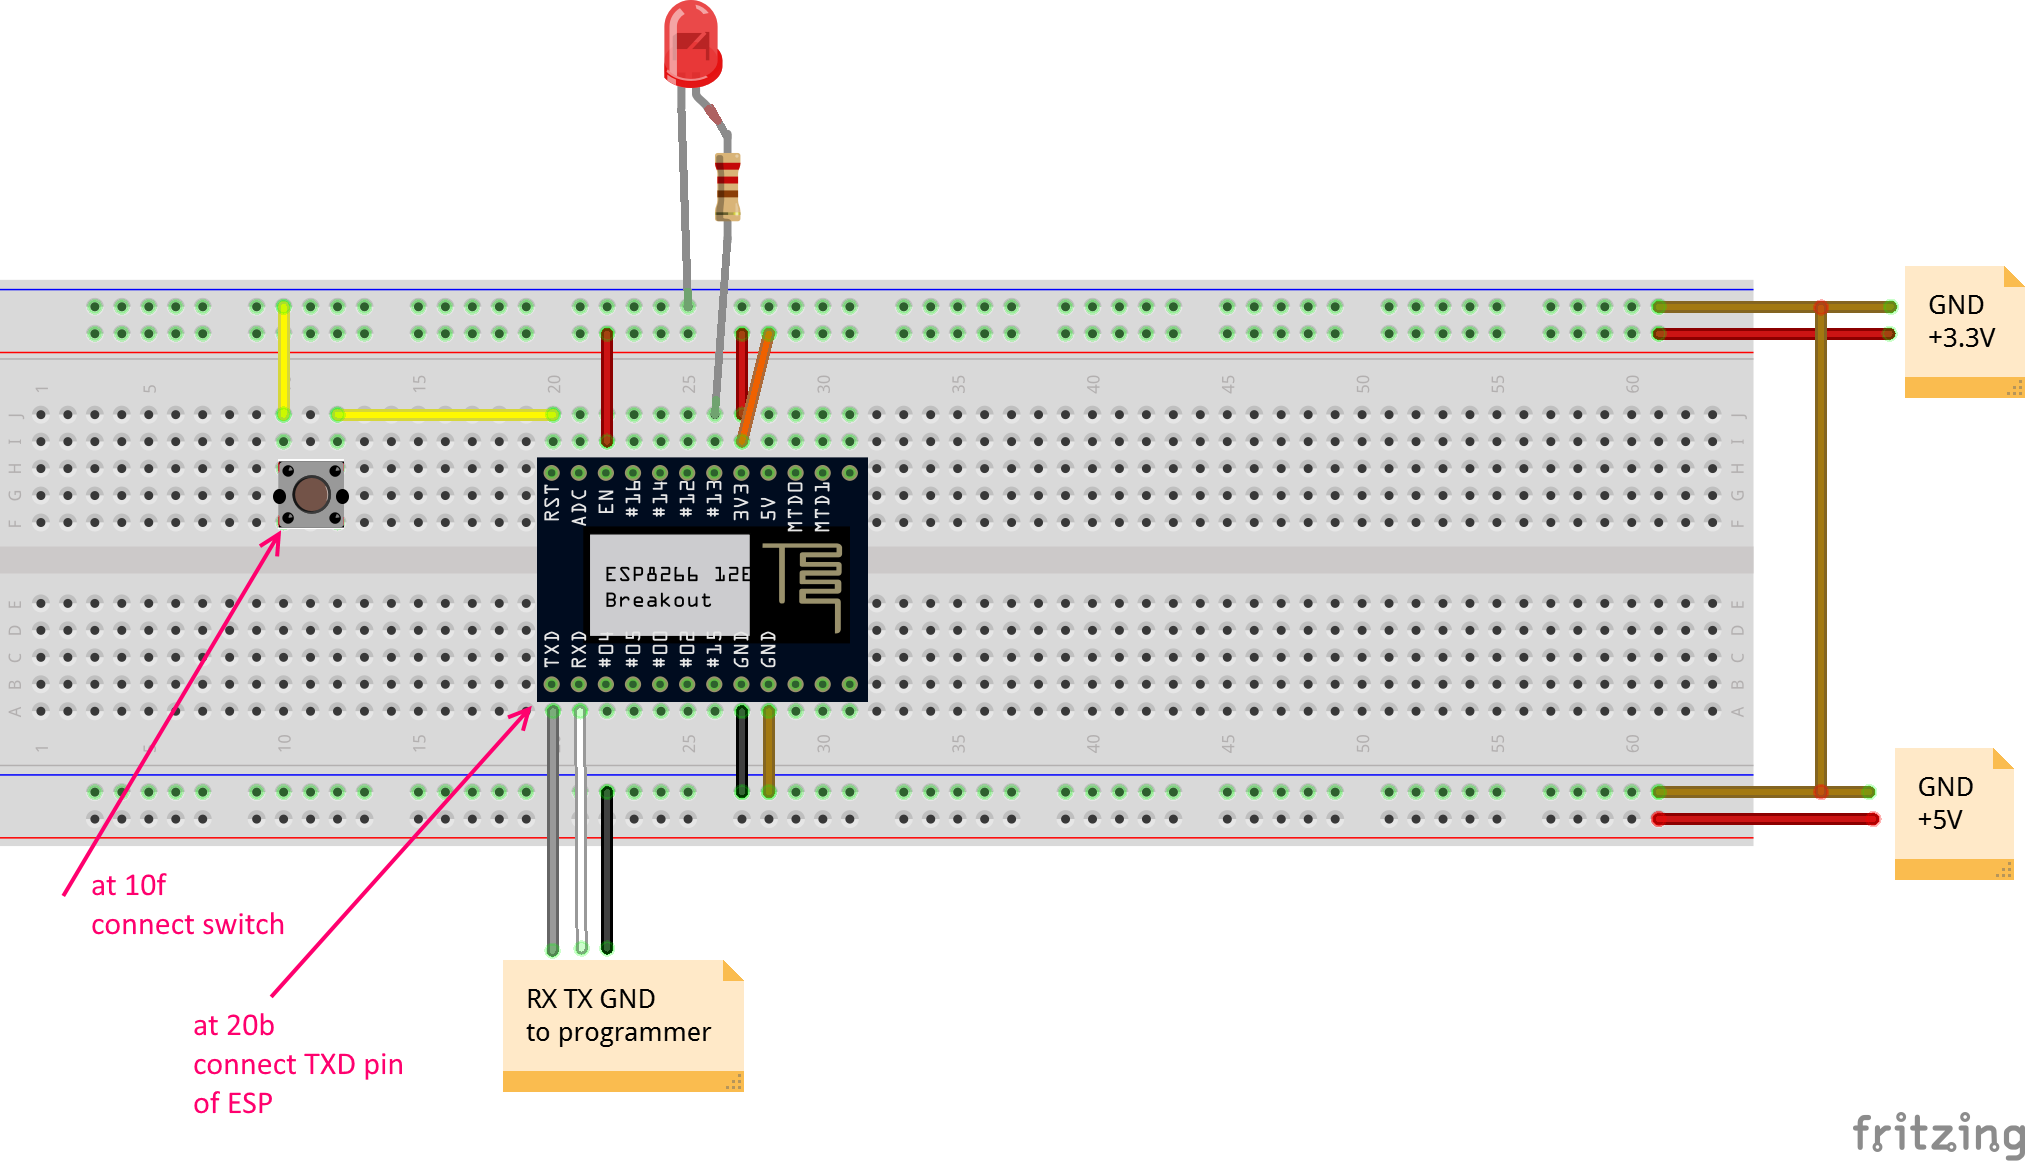 GND
+3.3V
1 5 10 15 20 25 30 35 40 45 50 55 60
J J
I I
H H
G G
F F
RST ADC EN #16 #14 #12 #13 3V3 5V MTDO MTD1
ESP8266 12E
Breakout
E E
D D
C C
B B
A A
TXD RXD #04 #05 #00 #02 #15 GND GND
1 5 10 15 20 25 30 35 40 45 50 55 60
GND
+5V
at 10f
connect switch
RX TX GND
to programmer
at 20b
connect TXD pin
of ESP
fritzing